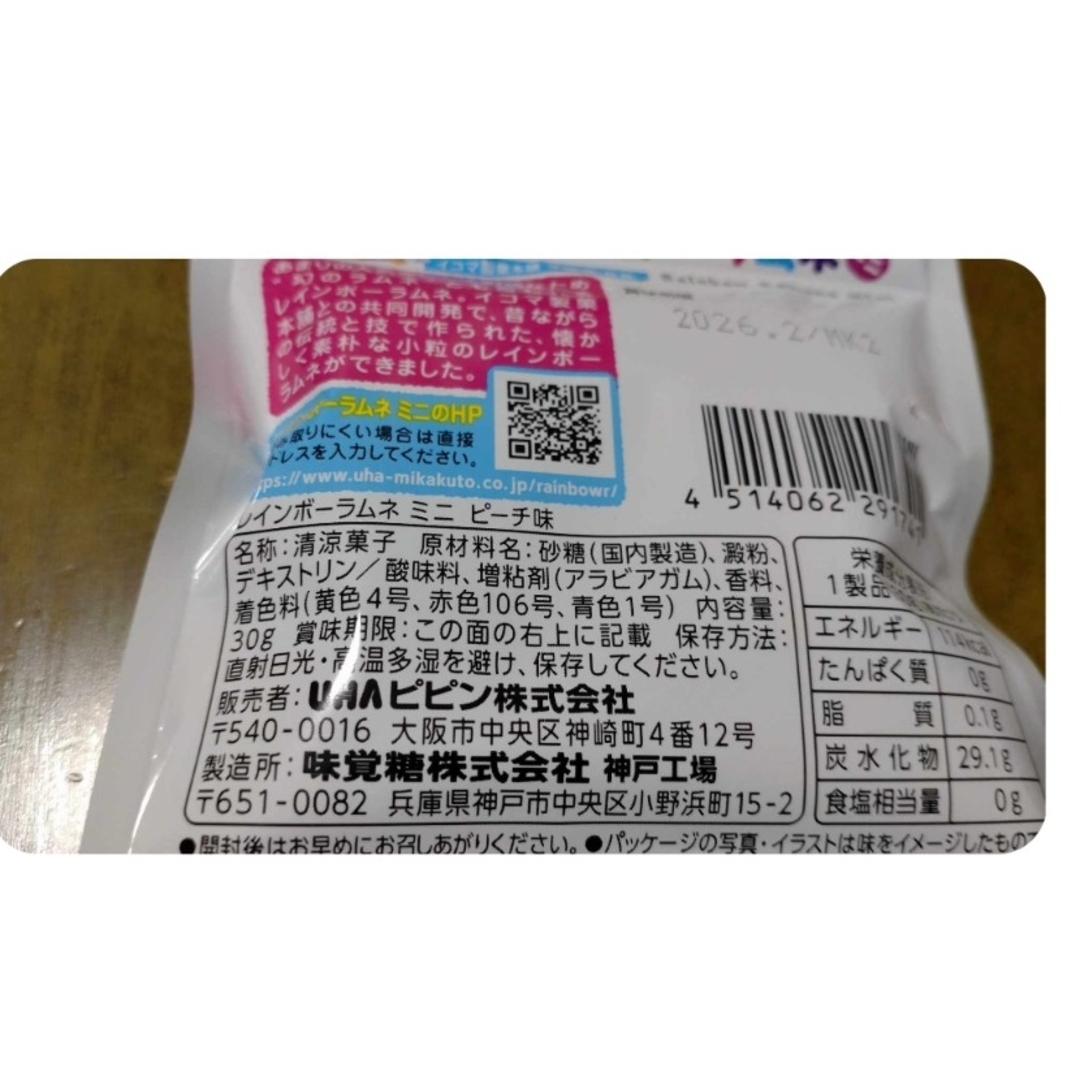 幻のラムネ
レインボーラムネ。イコマ製菓
本舗との共同開発で、昔ながら
の伝統と技で作られた、懐か
しく素朴な小粒のレインボー
ラムネができました。
ーラムネ ミニのHP
取りにくい場合は直接
ドレスを入力してください。
ps://www.uha-mikakuto.co.jp/rainbowr/
2026.2/
4 514062 29174
レインボーラムネ ミニ ピーチ味
名称:清涼菓子 原材料名:砂糖(国内製造)、澱粉、
デキストリン/酸味料、増粘剤(アラビアガム)、香料、
着色料(黄色4号、赤色106号、青色1号) 内容量:
30g 賞味期限:この面の右上に記載 保存方法:
直射日光・高温多湿を避け、保存してください。
販売者:UHAピピン株式会社
〒540-0016 大阪市中央区神崎町4番12号
製造所:味覚糖株式会社 神戸工場
〒651-0082 兵庫県神戸市中央区小野浜町15-2
栄養成分
1製品
エネルギー 114kcal
たんぱく質 0g
脂質 0.1g
炭水化物 29.1g
食塩相当量 0g
●開封後はお早めにお召しあがりください。●パッケージの写真・イラストは味をイメージしたもので